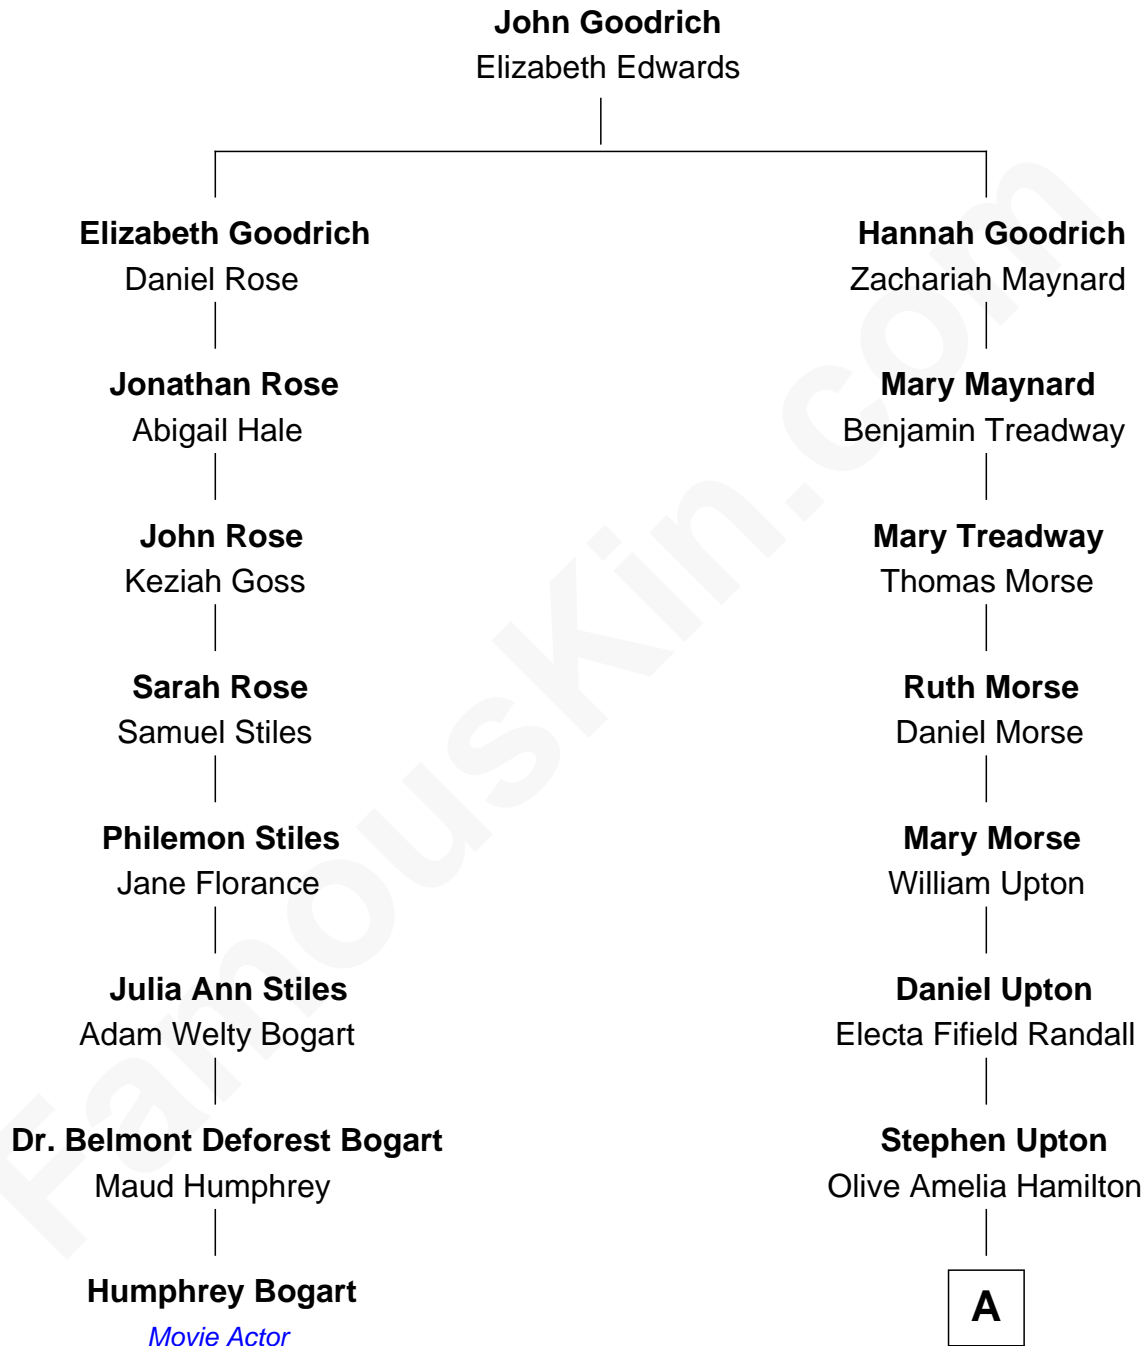 John Goodrich
Elizabeth Edwards
Elizabeth Goodrich
Daniel Rose
Jonathan Rose
Abigail Hale
John Rose
Keziah Goss
Sarah Rose
Samuel Stiles
Philemon Stiles
Jane Florance
Julia Ann Stiles
Adam Welty Bogart
Dr. Belmont Deforest Bogart
Maud Humphrey
Humphrey Bogart
Movie Actor
Hannah Goodrich
Zachariah Maynard
Mary Maynard
Benjamin Treadway
Mary Treadway
Thomas Morse
Ruth Morse
Daniel Morse
Mary Morse
William Upton
Daniel Upton
Electa Fifield Randall
Stephen Upton
Olive Amelia Hamilton
A
FamousKin.com